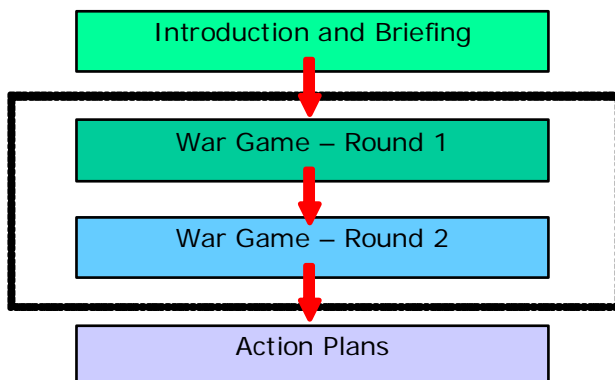 Introduction and Briefing
War Game – Round 1
War Game – Round 2
Action Plans